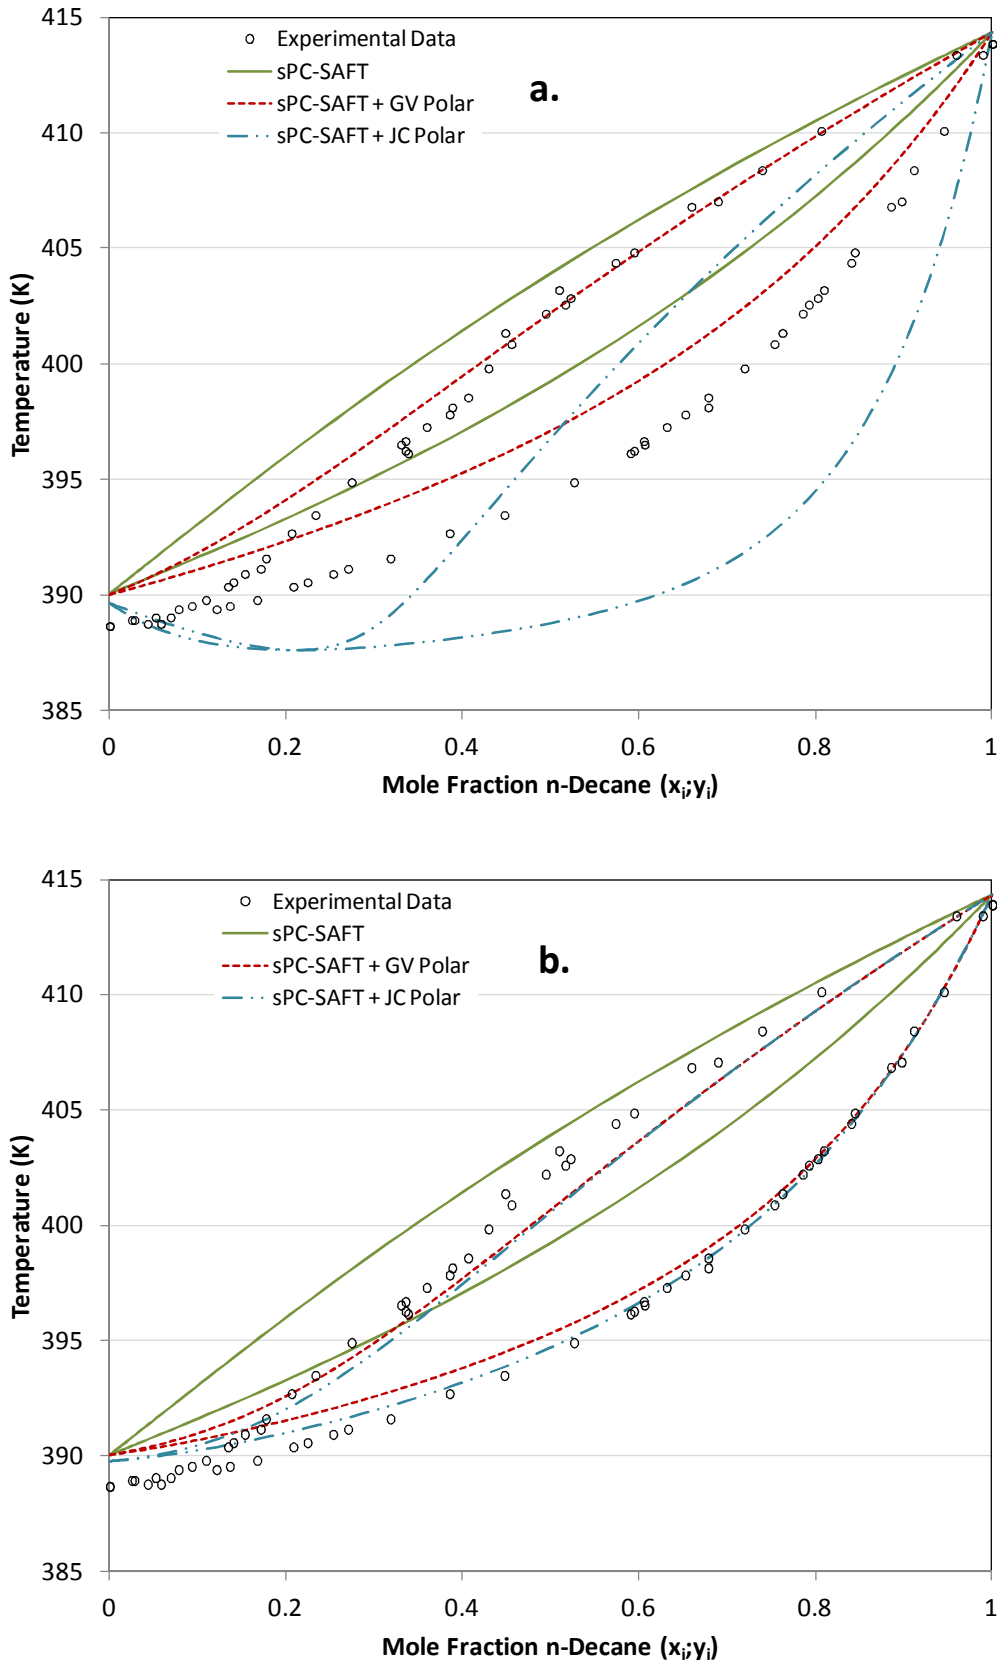 415
Experimental Data
sPC-SAFT
sPC-SAFT + GV Polar
sPC-SAFT + JC Polar
a.
410
405
400
395
390
385
Temperature (K)
0 0.2 0.4 0.6 0.8 1
Mole Fraction n-Decane (xᵢ;yᵢ)
415
Experimental Data
sPC-SAFT
sPC-SAFT + GV Polar
sPC-SAFT + JC Polar
b.
410
405
400
395
390
385
Temperature (K)
0 0.2 0.4 0.6 0.8 1
Mole Fraction n-Decane (xᵢ;yᵢ)